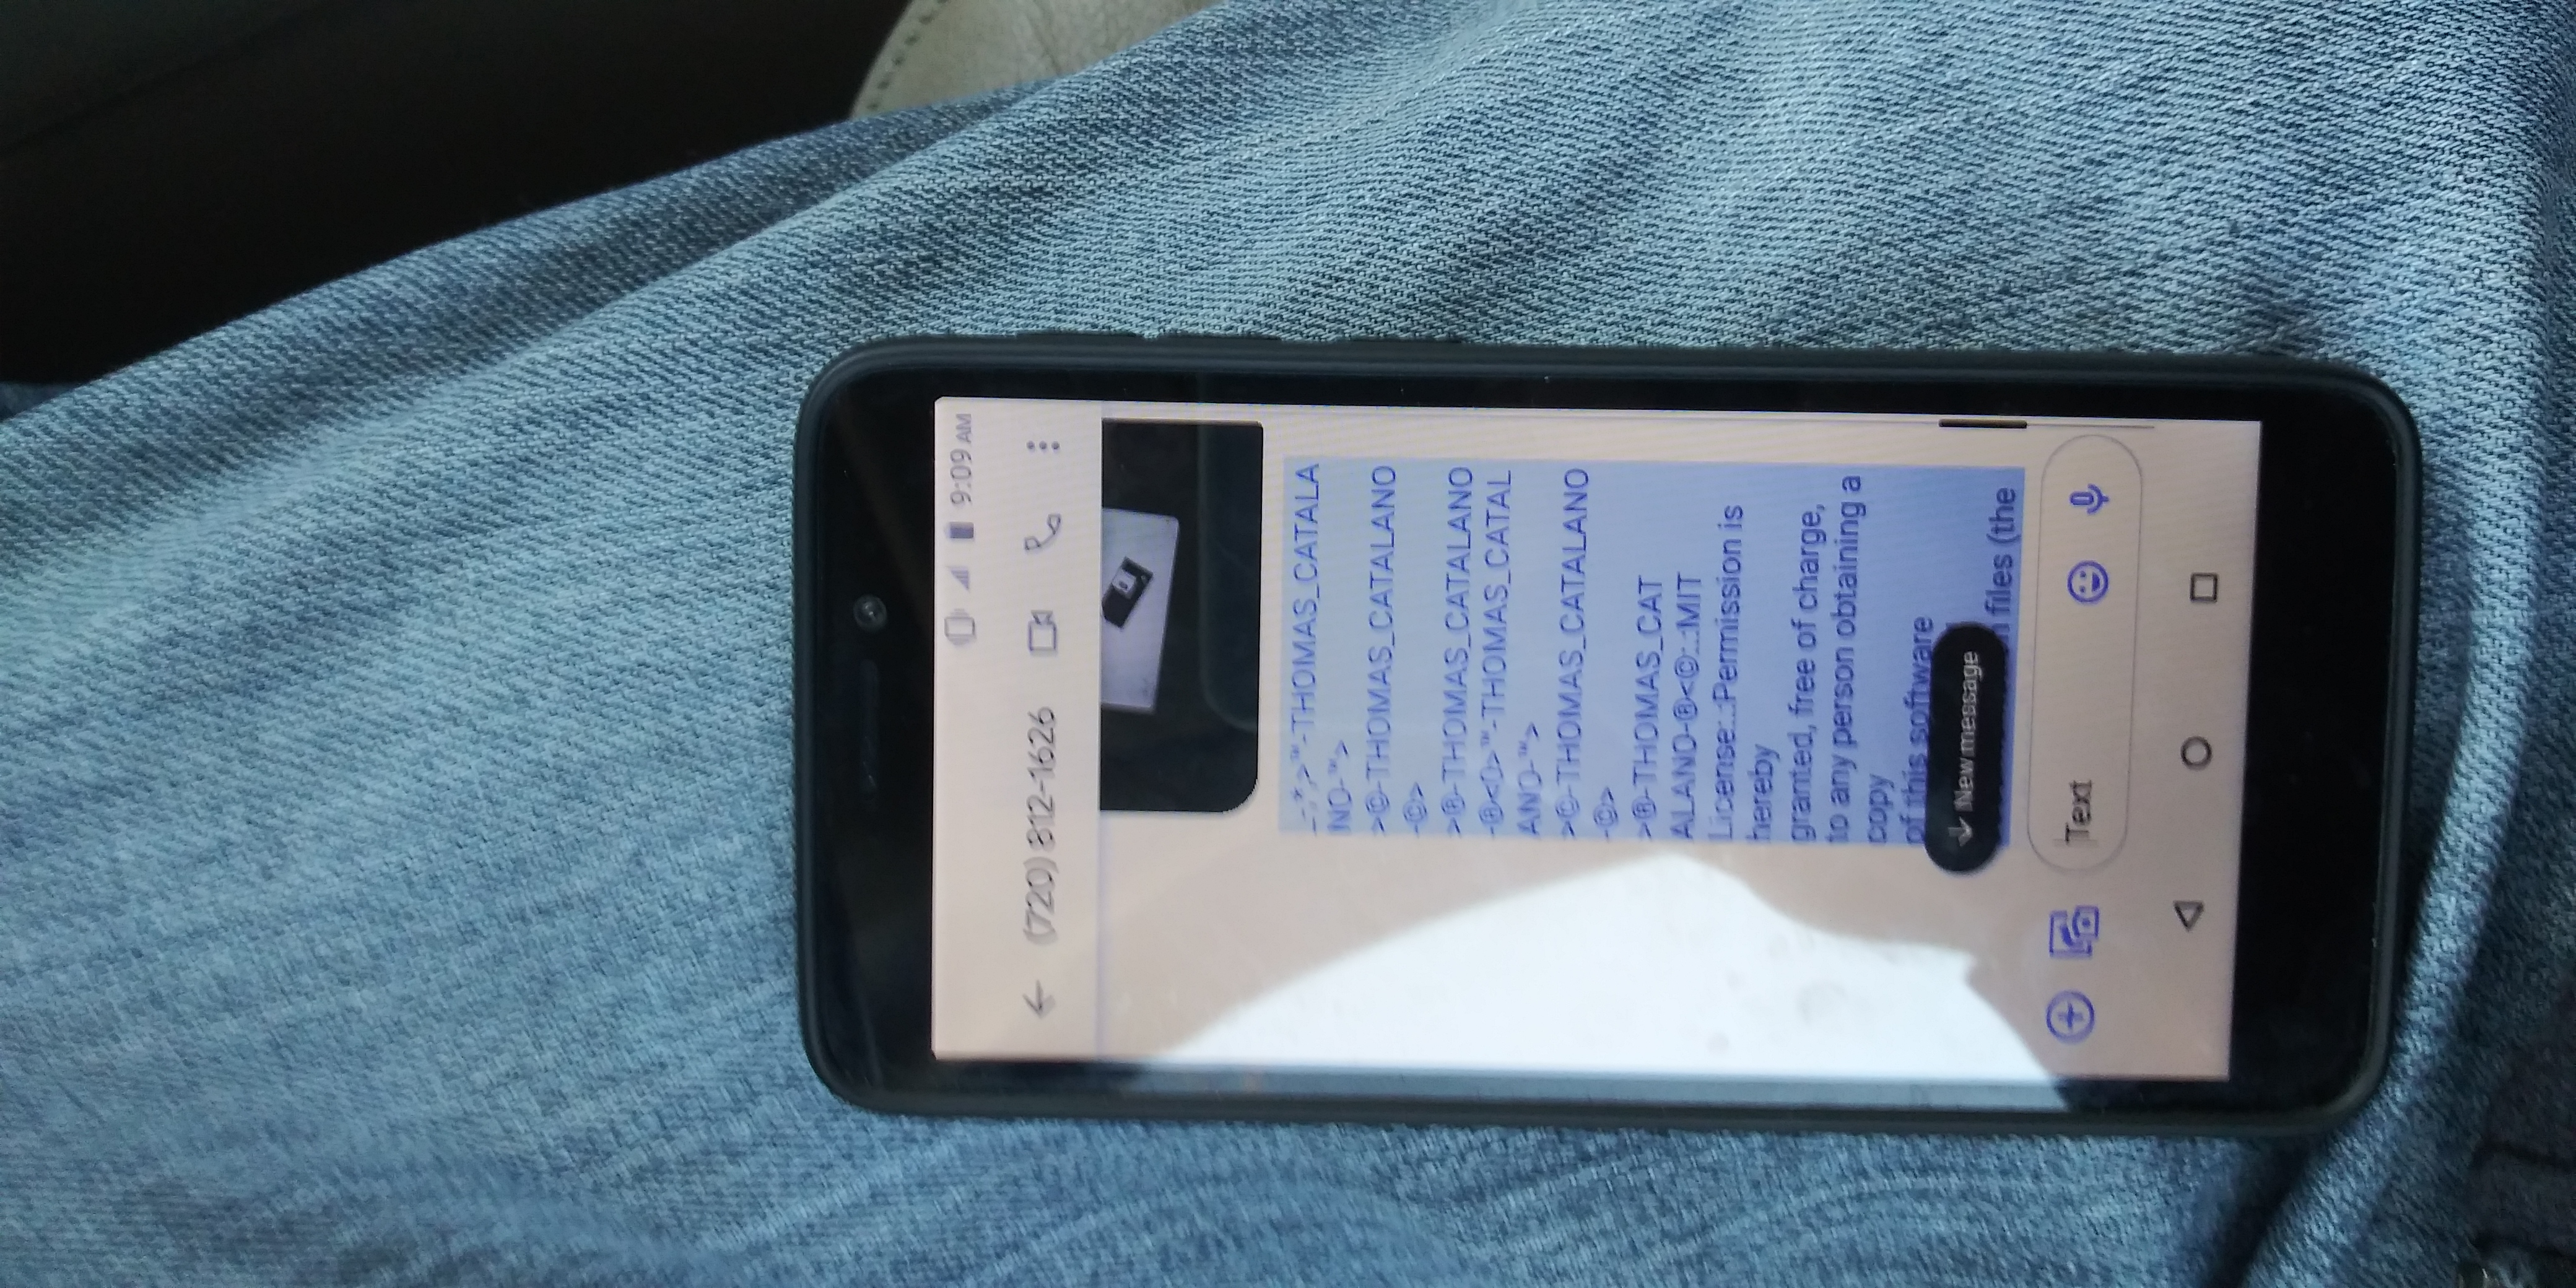 9:09 AM
(720) 812-1626
_-,*,>™-THOMAS_CATALA
NO-™>
>©-THOMAS_CATALANO
-©>
>®-THOMAS_CATALANO
-®<0>™-THOMAS_CATAL
ANO-™>
>©-THOMAS_CATALANO
-©>
>®-THOMAS_CAT
ALANO-®<©:.:MIT
License:.:Permission is
hereby
granted, free of charge,
to any person obtaining a
copy
of this software
New message
files (the
Text